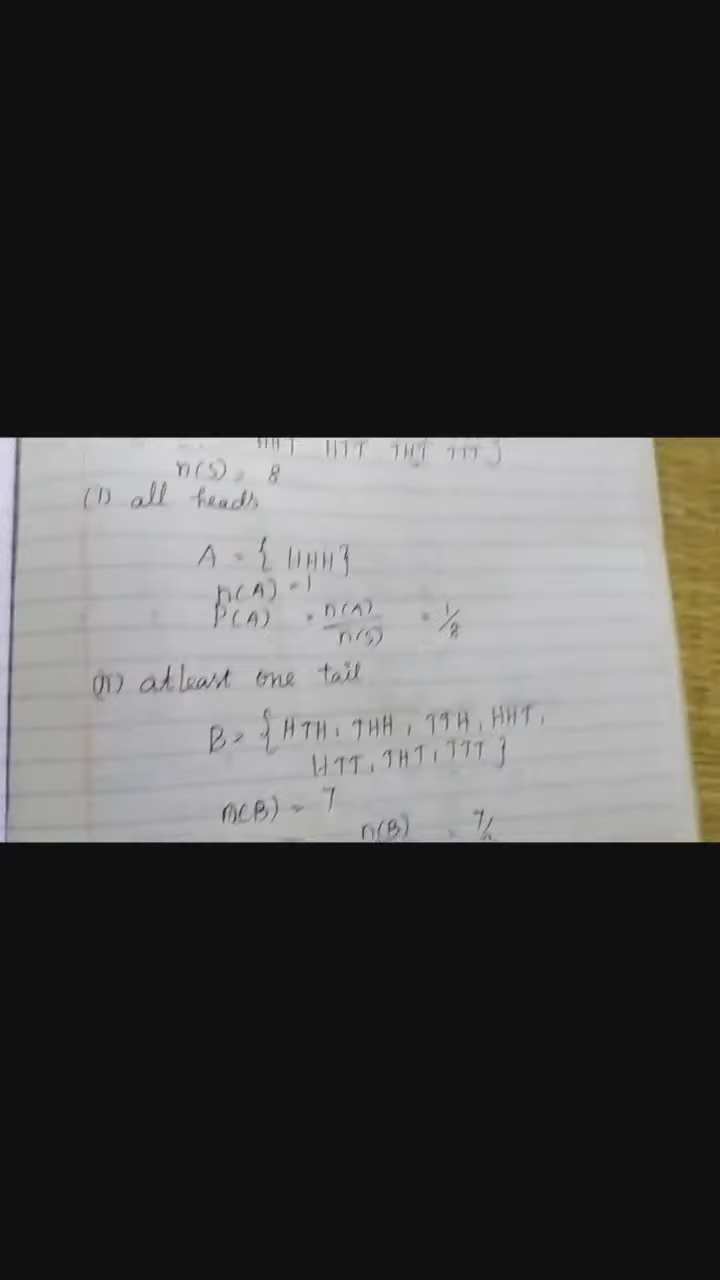 HHT HTT THT TTT }
n(S) = 8
(I) all heads
A = { HHH }
n(A) = 1
P(A) = n(A)/n(S) = 1/8
(II) atleast one tail
B = { HTH, THH, TTH, HHT,
HTT, THT, TTT }
n(B) = 7
n(B) = 7/